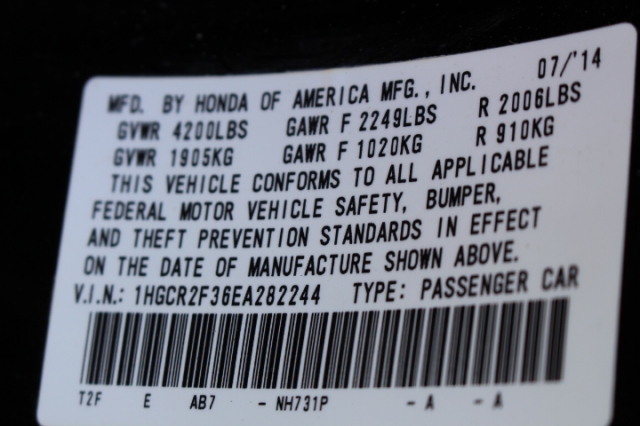 MFD. BY HONDA OF AMERICA MFG., INC. 07/'14
GVWR 4200LBS GAWR F 2249LBS R 2006LBS
GVWR 1905KG GAWR F 1020KG R 910KG
THIS VEHICLE CONFORMS TO ALL APPLICABLE
FEDERAL MOTOR VEHICLE SAFETY, BUMPER,
AND THEFT PREVENTION STANDARDS IN EFFECT
ON THE DATE OF MANUFACTURE SHOWN ABOVE.
V.I.N.: 1HGCR2F36EA282244 TYPE: PASSENGER CAR
T2F E AB7 - NH731P - A - A